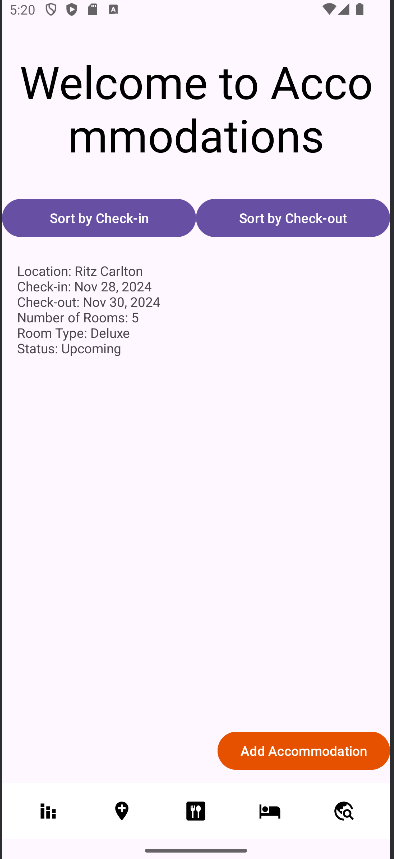 5:20
A
Welcome to Acco
mmodations
Sort by Check-in
Sort by Check-out
Location: Ritz Carlton
Check-in: Nov 28, 2024
Check-out: Nov 30, 2024
Number of Rooms: 5
Room Type: Deluxe
Status: Upcoming
Add Accommodation